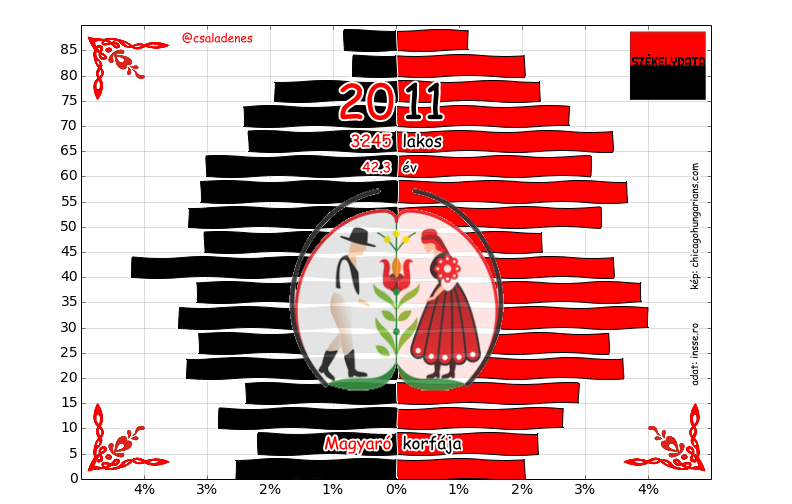 @csaladenes
SZÉKELYDATA
2011
3245 lakos
42.3 év
kép: chicagohungarians.com
adat: insse.ro
Magyaró korfája
85
80
75
70
65
60
55
50
45
40
35
30
25
20
15
10
5
0
4% 3% 2% 1% 0% 1% 2% 3% 4%